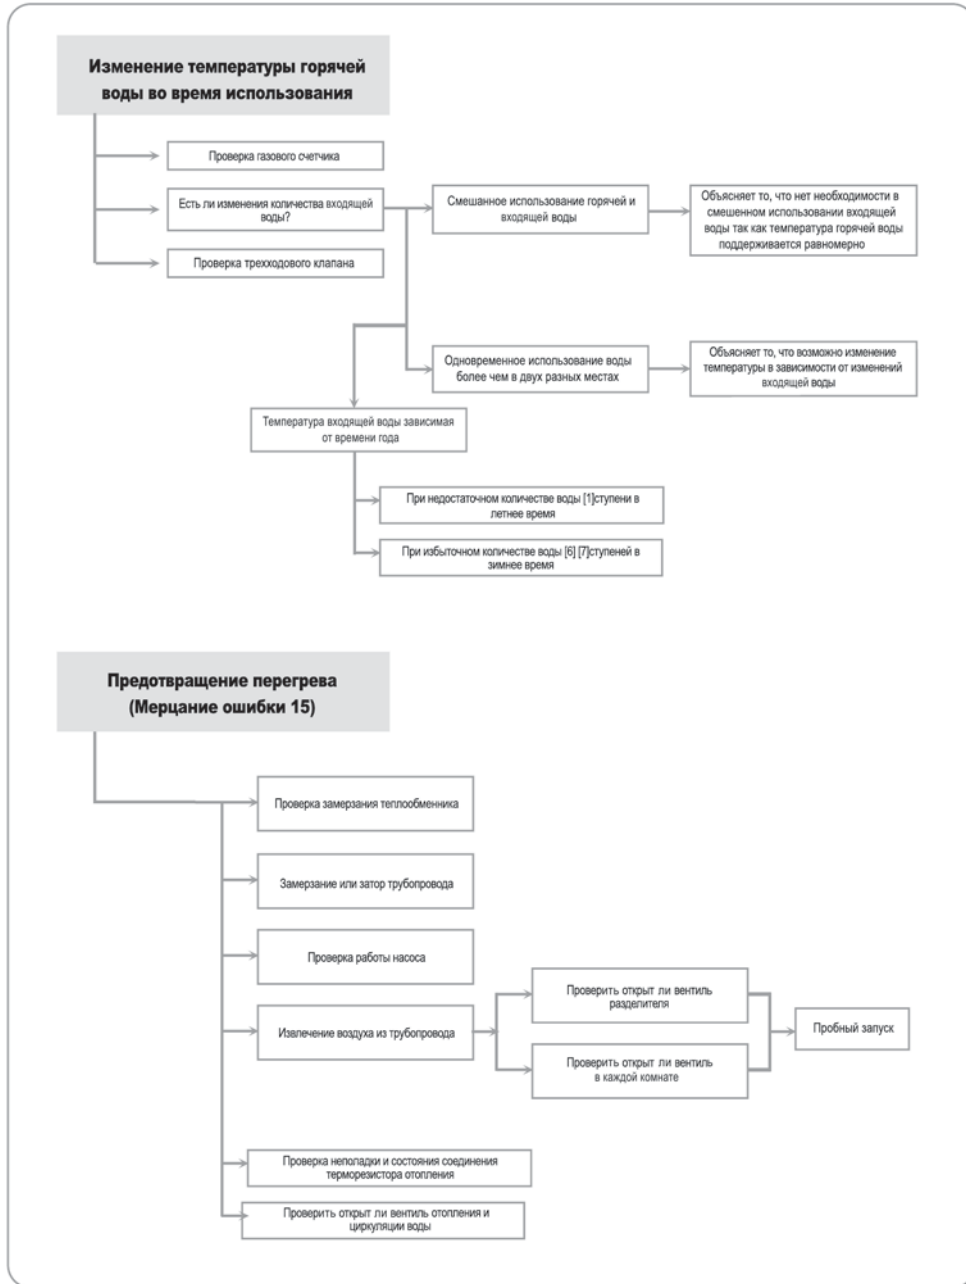 Изменение температуры горячей
воды во время использования
Проверка газового счетчика
Есть ли изменения количества входящей
воды?
Проверка трехходового клапана
Смешанное использование горячей и
входящей воды
Объясняет то, что нет необходимости в
смешенном использовании входящей
воды так как температура горячей воды
поддерживается равномерно
Одновременное использование воды
более чем в двух разных местах
Объясняет то, что возможно изменение
температуры в зависимости от изменений
входящей воды
Температура входящей воды зависимая
от времени года
При недостаточном количестве воды [1]ступени в
летнее время
При избыточном количестве воды [6] [7]ступеней в
зимнее время
Предотвращение перегрева
(Мерцание ошибки 15)
Проверка замерзания теплообменника
Замерзание или затор трубопровода
Проверка работы насоса
Извлечение воздуха из трубопровода
Проверить открыт ли вентиль
разделителя
Проверить открыт ли вентиль
в каждой комнате
Пробный запуск
Проверка неполадки и состояния соединения
терморезистора отопления
Проверить открыт ли вентиль отопления и
циркуляции воды